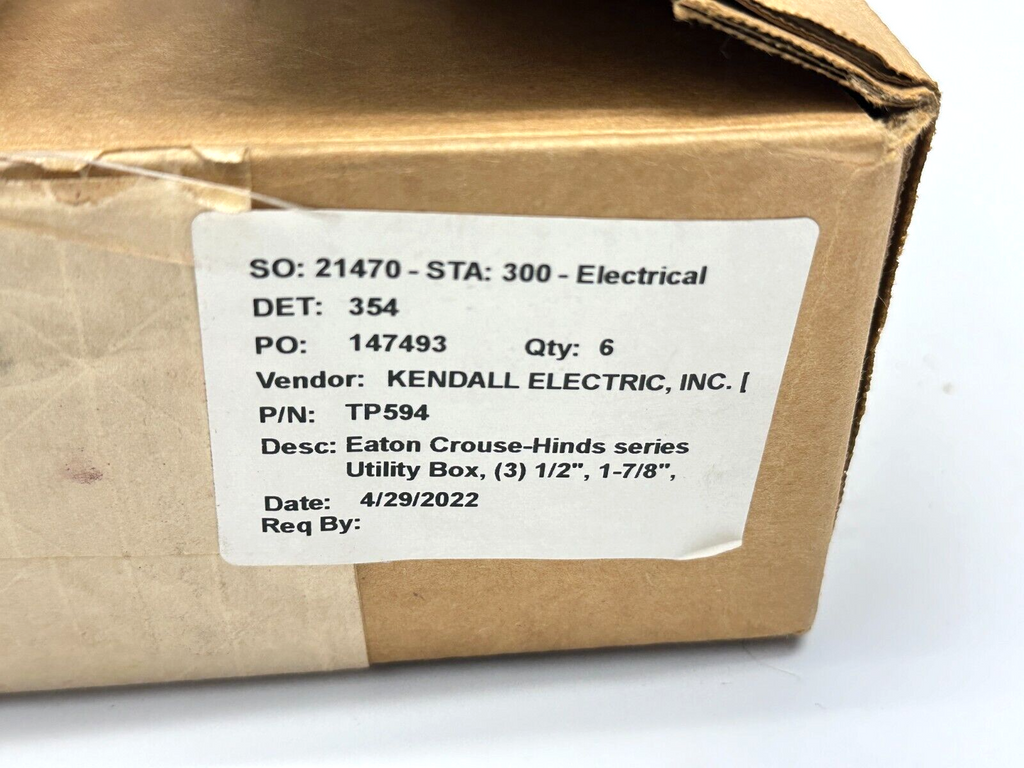 SO: 21470 - STA: 300 - Electrical
DET: 354
PO: 147493 Qty: 6
Vendor: KENDALL ELECTRIC, INC. [
P/N: TP594
Desc: Eaton Crouse-Hinds series
Utility Box, (3) 1/2", 1-7/8",
Date: 4/29/2022
Req By: